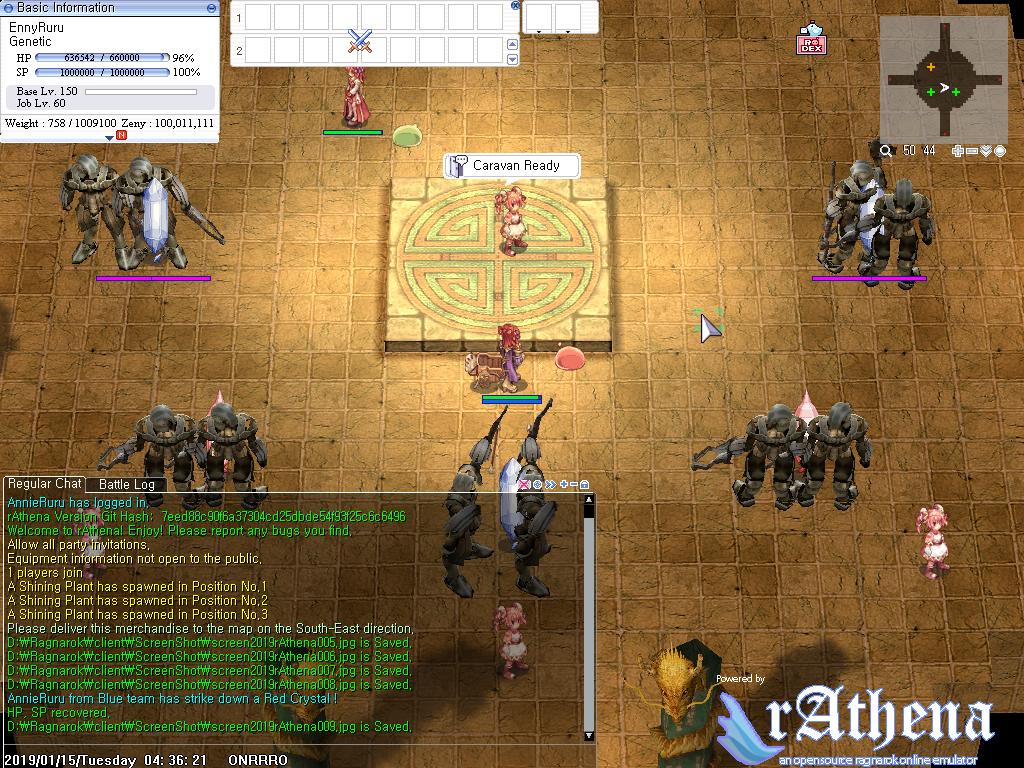 Basic Information
EnnyRuru
Genetic
HP 636542 / 660000 96%
SP 1000000 / 1000000 100%
Base Lv. 150
Job Lv. 60
Weight : 758 / 1009100 Zeny : 100,011,111
N
1
2
RODEX
50 44
Caravan Ready
Regular Chat
Battle Log
AnnieRuru has logged in.
rAthena Version Git Hash: 7eed88c90f6a37304cd25dbde54f93f25c6c6496
Welcome to rAthena! Enjoy! Please report any bugs you find.
Allow all party invitations.
Equipment information not open to the public.
1 players join
A Shining Plant has spawned in Position No.1
A Shining Plant has spawned in Position No.2
A Shining Plant has spawned in Position No.3
Please deliver this merchandise to the map on the South-East direction.
D:₩Ragnarok₩client₩ScreenShot₩screen2019rAthena005.jpg is Saved.
D:₩Ragnarok₩client₩ScreenShot₩screen2019rAthena006.jpg is Saved.
D:₩Ragnarok₩client₩ScreenShot₩screen2019rAthena007.jpg is Saved.
D:₩Ragnarok₩client₩ScreenShot₩screen2019rAthena008.jpg is Saved.
AnnieRuru from Blue team has strike down a Red Crystal !
HP, SP recovered.
D:₩Ragnarok₩client₩ScreenShot₩screen2019rAthena009.jpg is Saved.
2019/01/15/Tuesday 04:36:21 ONRRRO
Powered by
rAthena
an opensource ragnarok online emulator